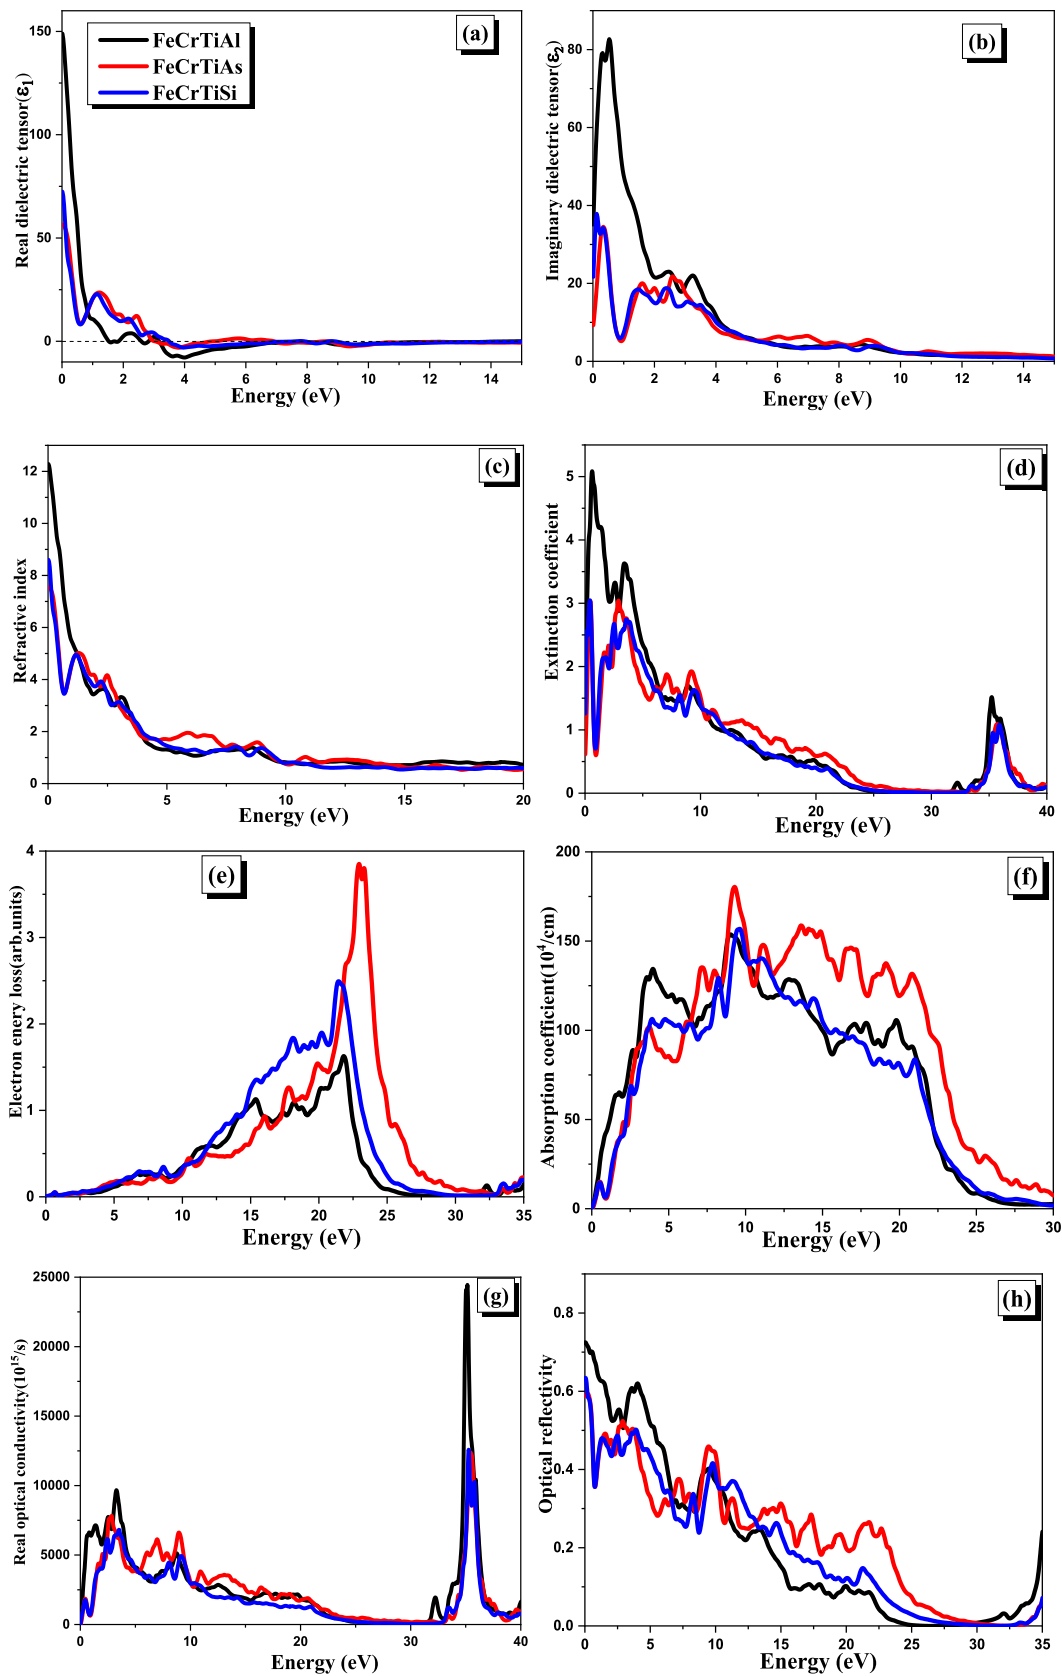 (a)
FeCrTiAl
FeCrTiAs
FeCrTiSi
Real dielectric tensor(ε1)
150
100
50
0
0 2 4 6 8 10 12 14
Energy (eV)
(b)
Imaginary dielectric tensor(ε2)
80
60
40
20
0
0 2 4 6 8 10 12 14
Energy (eV)
(c)
Refractive index
12
10
8
6
4
2
0
0 5 10 15 20
Energy (eV)
(d)
Extinction coefficient
5
4
3
2
1
0
0 10 20 30 40
Energy (eV)
(e)
Electron enery loss(arb.units)
4
3
2
1
0
0 5 10 15 20 25 30 35
Energy (eV)
(f)
Absorption coefficient(10⁴/cm)
200
150
100
50
0
0 5 10 15 20 25 30
Energy (eV)
(g)
Real optical conductivity(10¹⁵/s)
25000
20000
15000
10000
5000
0
0 10 20 30 40
Energy (eV)
(h)
Optical reflectivity
0.8
0.6
0.4
0.2
0.0
0 5 10 15 20 25 30 35
Energy (eV)